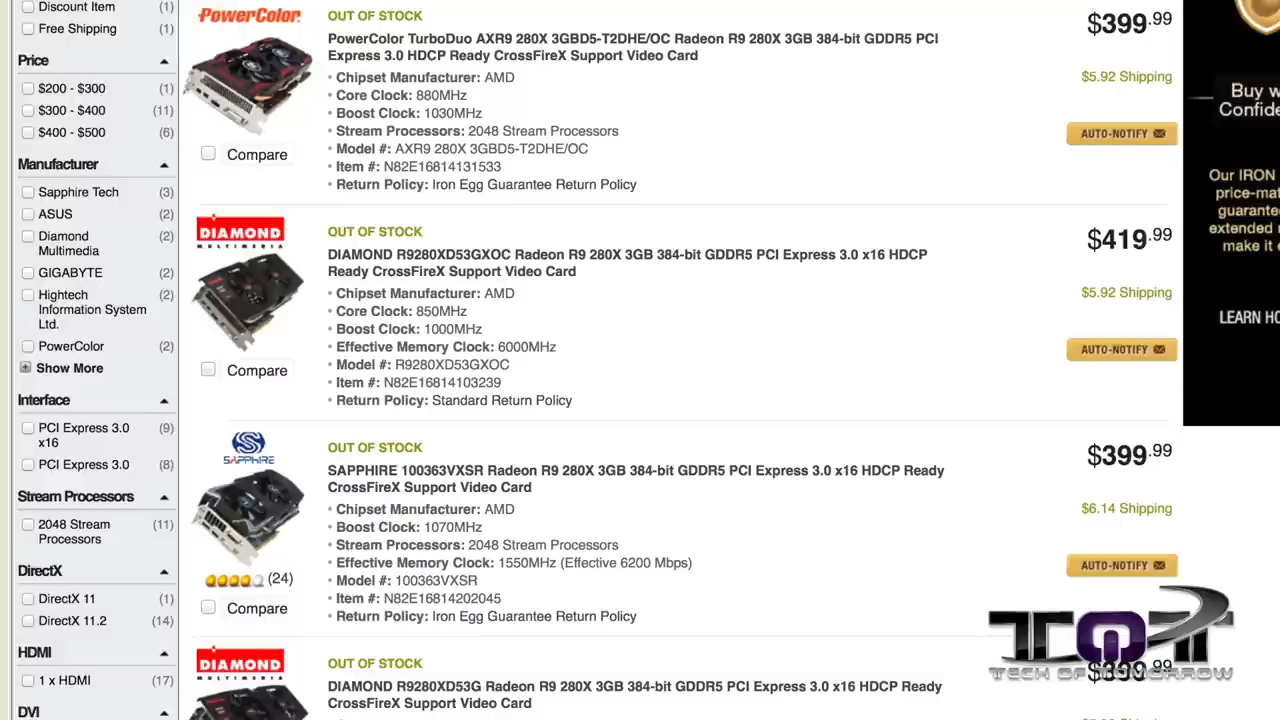 Discount Item (1)
Free Shipping (1)
Price
$200 - $300 (1)
$300 - $400 (11)
$400 - $500 (6)
Manufacturer
Sapphire Tech (3)
ASUS (2)
Diamond (2)
Multimedia
GIGABYTE (2)
Hightech (2)
Information System
Ltd.
PowerColor (2)
Show More
Interface
PCI Express 3.0 (9)
x16
PCI Express 3.0 (8)
Stream Processors
2048 Stream (11)
Processors
DirectX
DirectX 11 (1)
DirectX 11.2 (14)
HDMI
1 x HDMI (17)
DVI
PowerColor
Compare
OUT OF STOCK
PowerColor TurboDuo AXR9 280X 3GBD5-T2DHE/OC Radeon R9 280X 3GB 384-bit GDDR5 PCI
Express 3.0 HDCP Ready CrossFireX Support Video Card
• Chipset Manufacturer: AMD
• Core Clock: 880MHz
• Boost Clock: 1030MHz
• Stream Processors: 2048 Stream Processors
• Model #: AXR9 280X 3GBD5-T2DHE/OC
• Item #: N82E16814131533
• Return Policy: Iron Egg Guarantee Return Policy
$399.99
$5.92 Shipping
AUTO-NOTIFY
DIAMOND
MULTIMEDIA
Compare
OUT OF STOCK
DIAMOND R9280XD53GXOC Radeon R9 280X 3GB 384-bit GDDR5 PCI Express 3.0 x16 HDCP
Ready CrossFireX Support Video Card
• Chipset Manufacturer: AMD
• Core Clock: 850MHz
• Boost Clock: 1000MHz
• Effective Memory Clock: 6000MHz
• Model #: R9280XD53GXOC
• Item #: N82E16814103239
• Return Policy: Standard Return Policy
$419.99
$5.92 Shipping
AUTO-NOTIFY
SAPPHIRE
(24)
Compare
OUT OF STOCK
SAPPHIRE 100363VXSR Radeon R9 280X 3GB 384-bit GDDR5 PCI Express 3.0 x16 HDCP Ready
CrossFireX Support Video Card
• Chipset Manufacturer: AMD
• Boost Clock: 1070MHz
• Stream Processors: 2048 Stream Processors
• Effective Memory Clock: 1550MHz (Effective 6200 Mbps)
• Model #: 100363VXSR
• Item #: N82E16814202045
• Return Policy: Iron Egg Guarantee Return Policy
$399.99
$6.14 Shipping
AUTO-NOTIFY
DIAMOND
MULTIMEDIA
OUT OF STOCK
DIAMOND R9280XD53G Radeon R9 280X 3GB 384-bit GDDR5 PCI Express 3.0 x16 HDCP Ready
CrossFireX Support Video Card
$399.99
Buy w
Confide
Our IRON
price-mat
guarante
extended
make it
LEARN HO
TOT
TECH OF TOMORROW